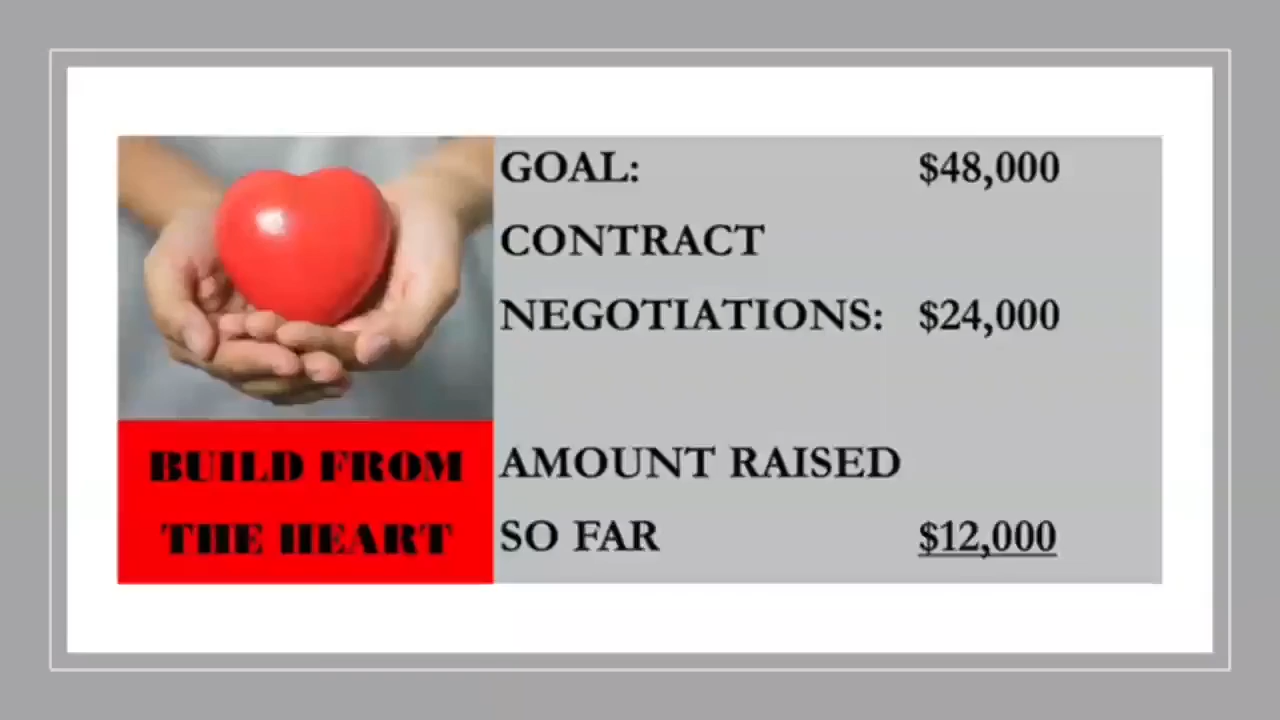 GOAL: $48,000
CONTRACT
NEGOTIATIONS: $24,000
AMOUNT RAISED
SO FAR $12,000
BUILD FROM
THE HEART